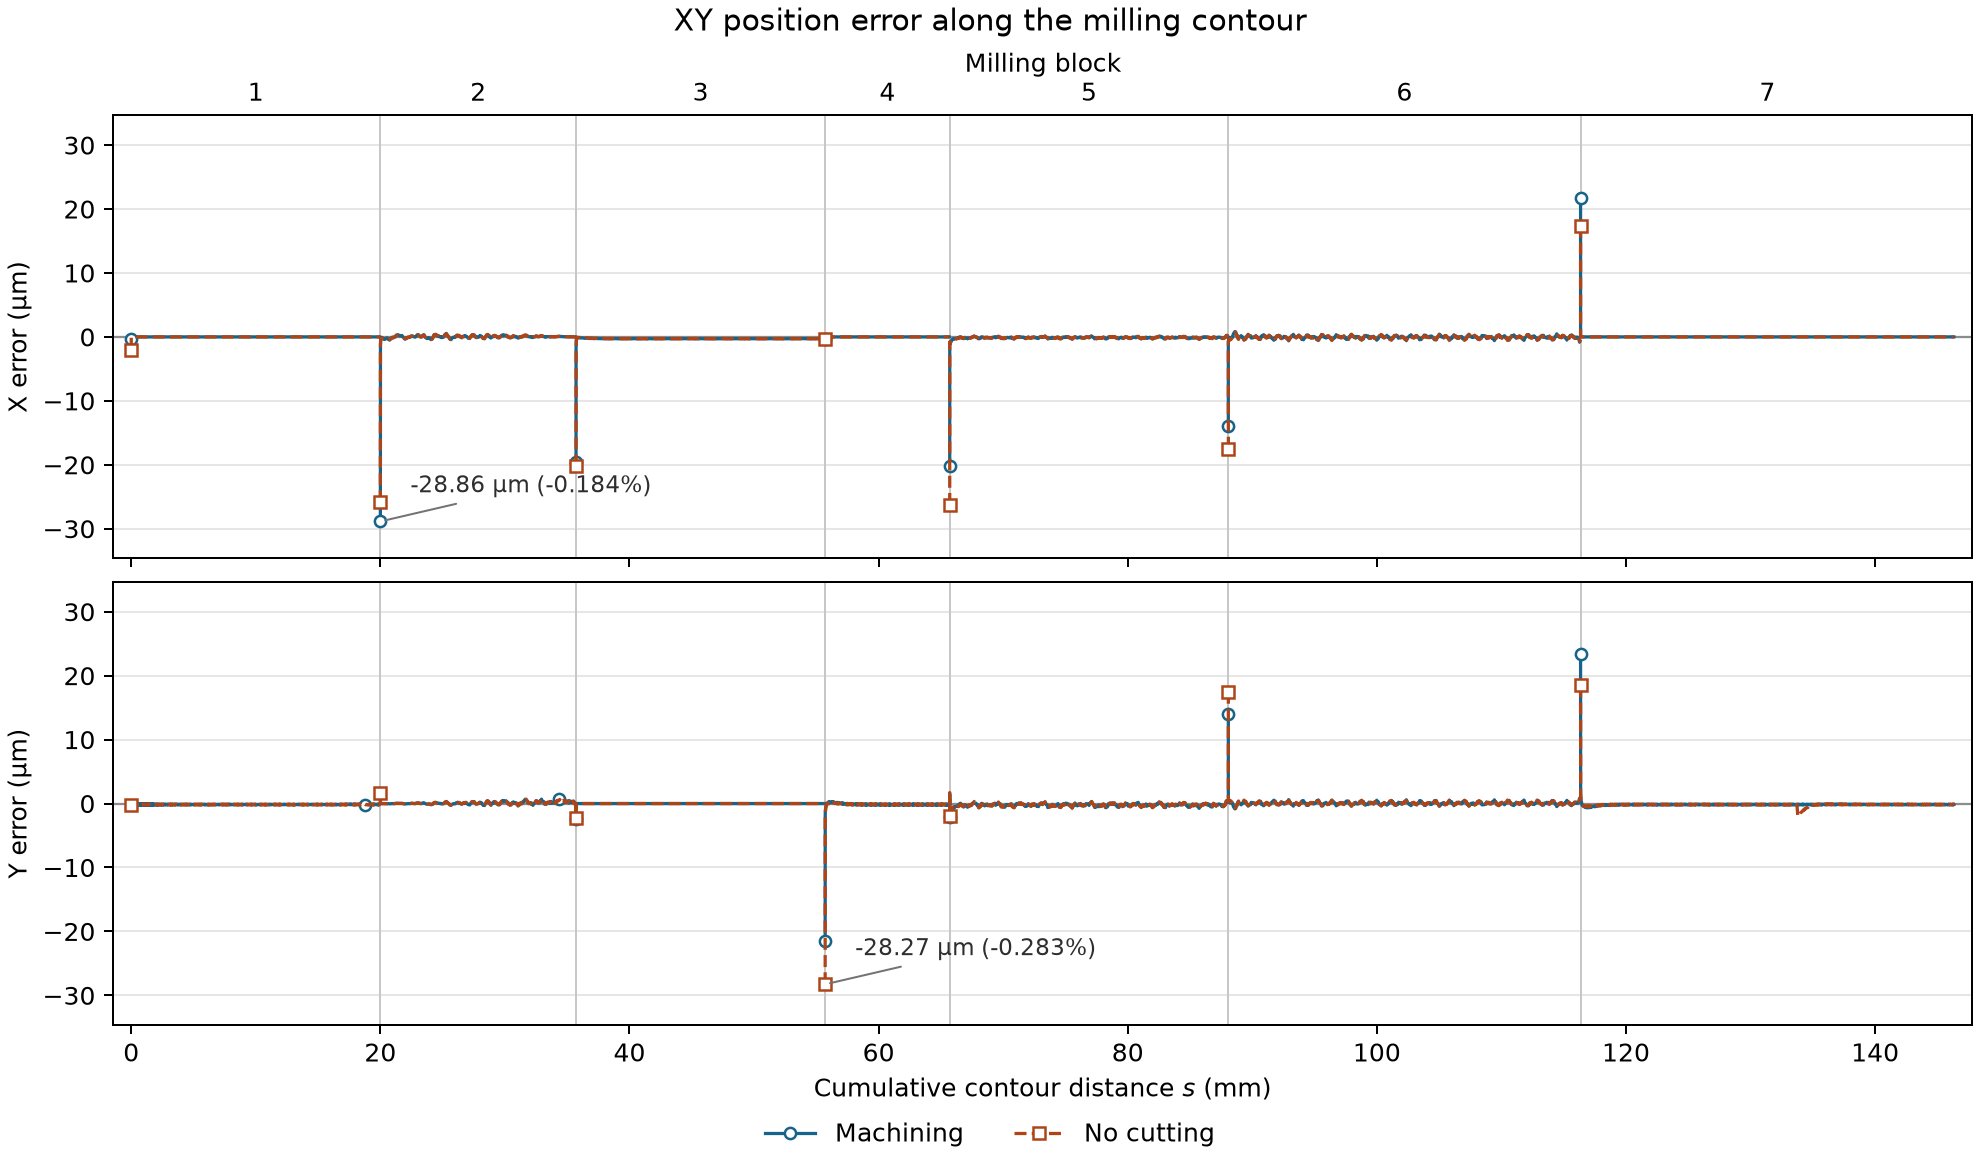 XY position error along the milling contour
Milling block
1 2 3 4 5 6 7
X error (µm)
30
20
10
0
−10
−20
−30
-28.86 µm (-0.184%)
Y error (µm)
30
20
10
0
−10
−20
−30
-28.27 µm (-0.283%)
0 20 40 60 80 100 120 140
Cumulative contour distance s (mm)
Machining No cutting